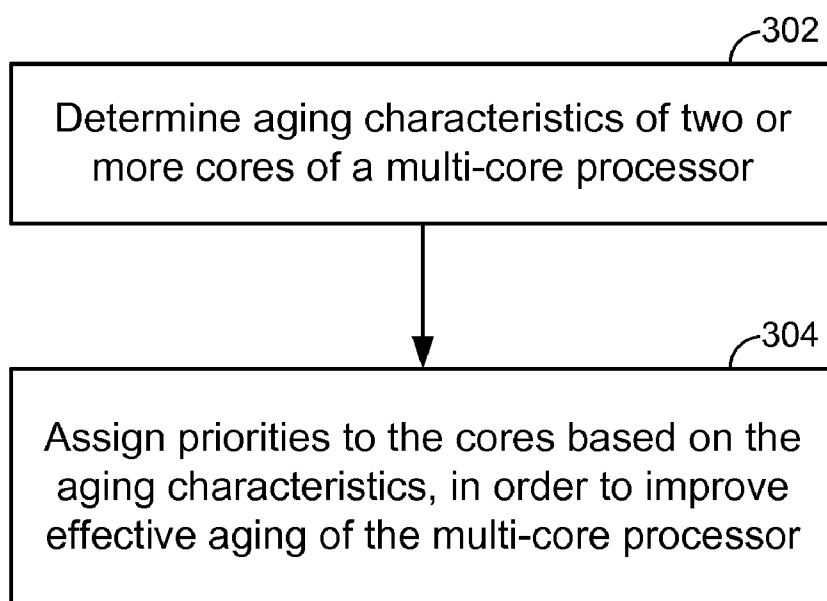 302
Determine aging characteristics of two or
more cores of a multi-core processor
304
Assign priorities to the cores based on the
aging characteristics, in order to improve
effective aging of the multi-core processor